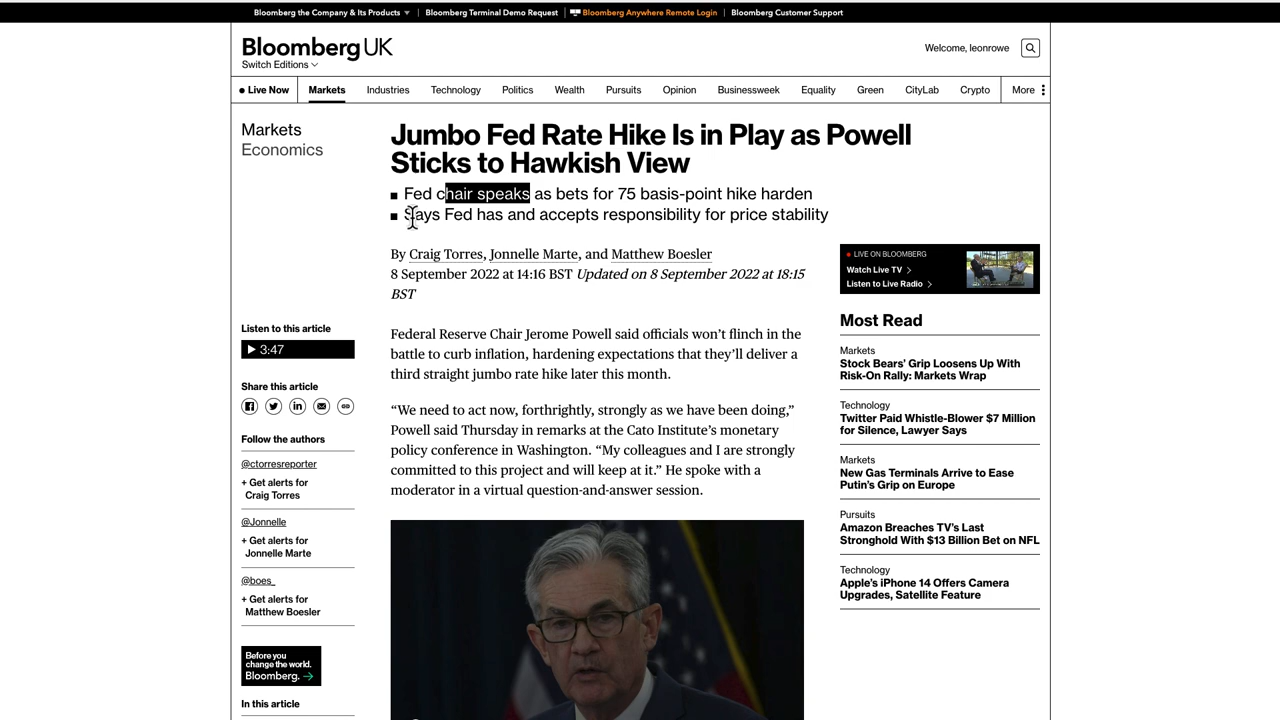 Bloomberg the Company & Its Products
Bloomberg Terminal Demo Request
Bloomberg Anywhere Remote Login
Bloomberg Customer Support
Bloomberg UK
Switch Editions
Welcome, leonrowe
Live Now
Markets
Industries
Technology
Politics
Wealth
Pursuits
Opinion
Businessweek
Equality
Green
CityLab
Crypto
More
Markets
Economics
Jumbo Fed Rate Hike Is in Play as Powell
Sticks to Hawkish View
Fed chair speaks as bets for 75 basis-point hike harden
Says Fed has and accepts responsibility for price stability
By Craig Torres, Jonnelle Marte, and Matthew Boesler
8 September 2022 at 14:16 BST Updated on 8 September 2022 at 18:15
BST
Listen to this article
3:47
Share this article
Follow the authors
@ctorresreporter
+ Get alerts for
Craig Torres
@Jonnelle
+ Get alerts for
Jonnelle Marte
@boes_
+ Get alerts for
Matthew Boesler
Before you
change the world.
Bloomberg.
In this article
Federal Reserve Chair Jerome Powell said officials won’t flinch in the
battle to curb inflation, hardening expectations that they’ll deliver a
third straight jumbo rate hike later this month.
“We need to act now, forthrightly, strongly as we have been doing,”
Powell said Thursday in remarks at the Cato Institute’s monetary
policy conference in Washington. “My colleagues and I are strongly
committed to this project and will keep at it.” He spoke with a
moderator in a virtual question-and-answer session.
LIVE ON BLOOMBERG
Watch Live TV
Listen to Live Radio
Most Read
Markets
Stock Bears’ Grip Loosens Up With
Risk-On Rally: Markets Wrap
Technology
Twitter Paid Whistle-Blower $7 Million
for Silence, Lawyer Says
Markets
New Gas Terminals Arrive to Ease
Putin’s Grip on Europe
Pursuits
Amazon Breaches TV’s Last
Stronghold With $13 Billion Bet on NFL
Technology
Apple’s iPhone 14 Offers Camera
Upgrades, Satellite Feature